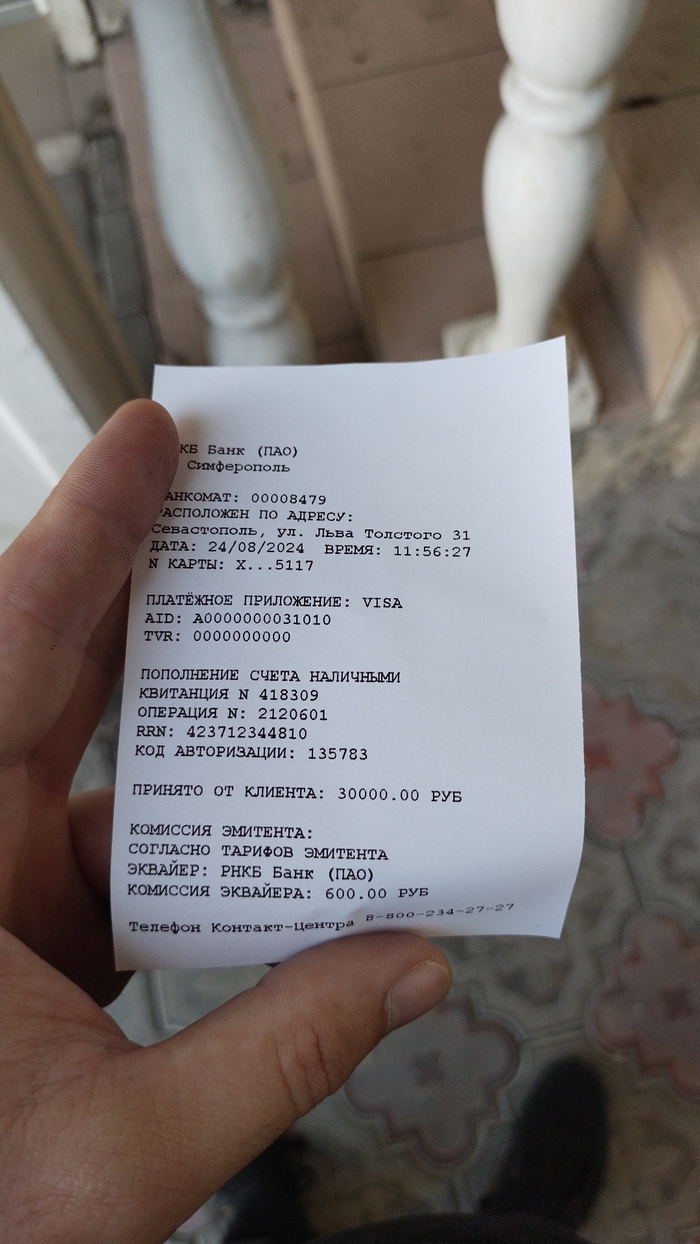 КБ Банк (ПАО)
Симферополь
АНКОМАТ: 00008479
РАСПОЛОЖЕН ПО АДРЕСУ:
Севастополь, ул. Льва Толстого 31
ДАТА: 24/08/2024 ВРЕМЯ: 11:56:27
N КАРТЫ: X...5117
ПЛАТЁЖНОЕ ПРИЛОЖЕНИЕ: VISA
AID: A0000000031010
TVR: 0000000000
ПОПОЛНЕНИЕ СЧЕТА НАЛИЧНЫМИ
КВИТАНЦИЯ N 418309
ОПЕРАЦИЯ N: 2120601
RRN: 423712344810
КОД АВТОРИЗАЦИИ: 135783
ПРИНЯТО ОТ КЛИЕНТА: 30000.00 РУБ
КОМИССИЯ ЭМИТЕНТА:
СОГЛАСНО ТАРИФОВ ЭМИТЕНТА
ЭКВАЙЕР: РНКБ Банк (ПАО)
КОМИССИЯ ЭКВАЙЕРА: 600.00 РУБ
Телефон Контакт-Центра 8-800-234-27-27